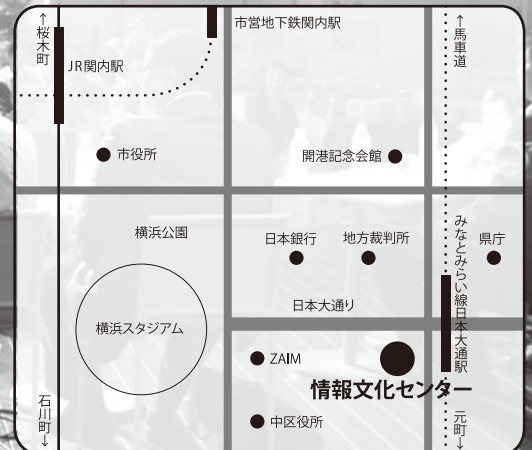 ↑桜木町
市営地下鉄関内駅
↑馬車道
JR関内駅
市役所
開港記念会館
横浜公園
日本銀行
地方裁判所
みなとみらい線日本大通駅
県庁
日本大通り
横浜スタジアム
ZAIM
情報文化センター
石川町↓
中区役所
元町↓